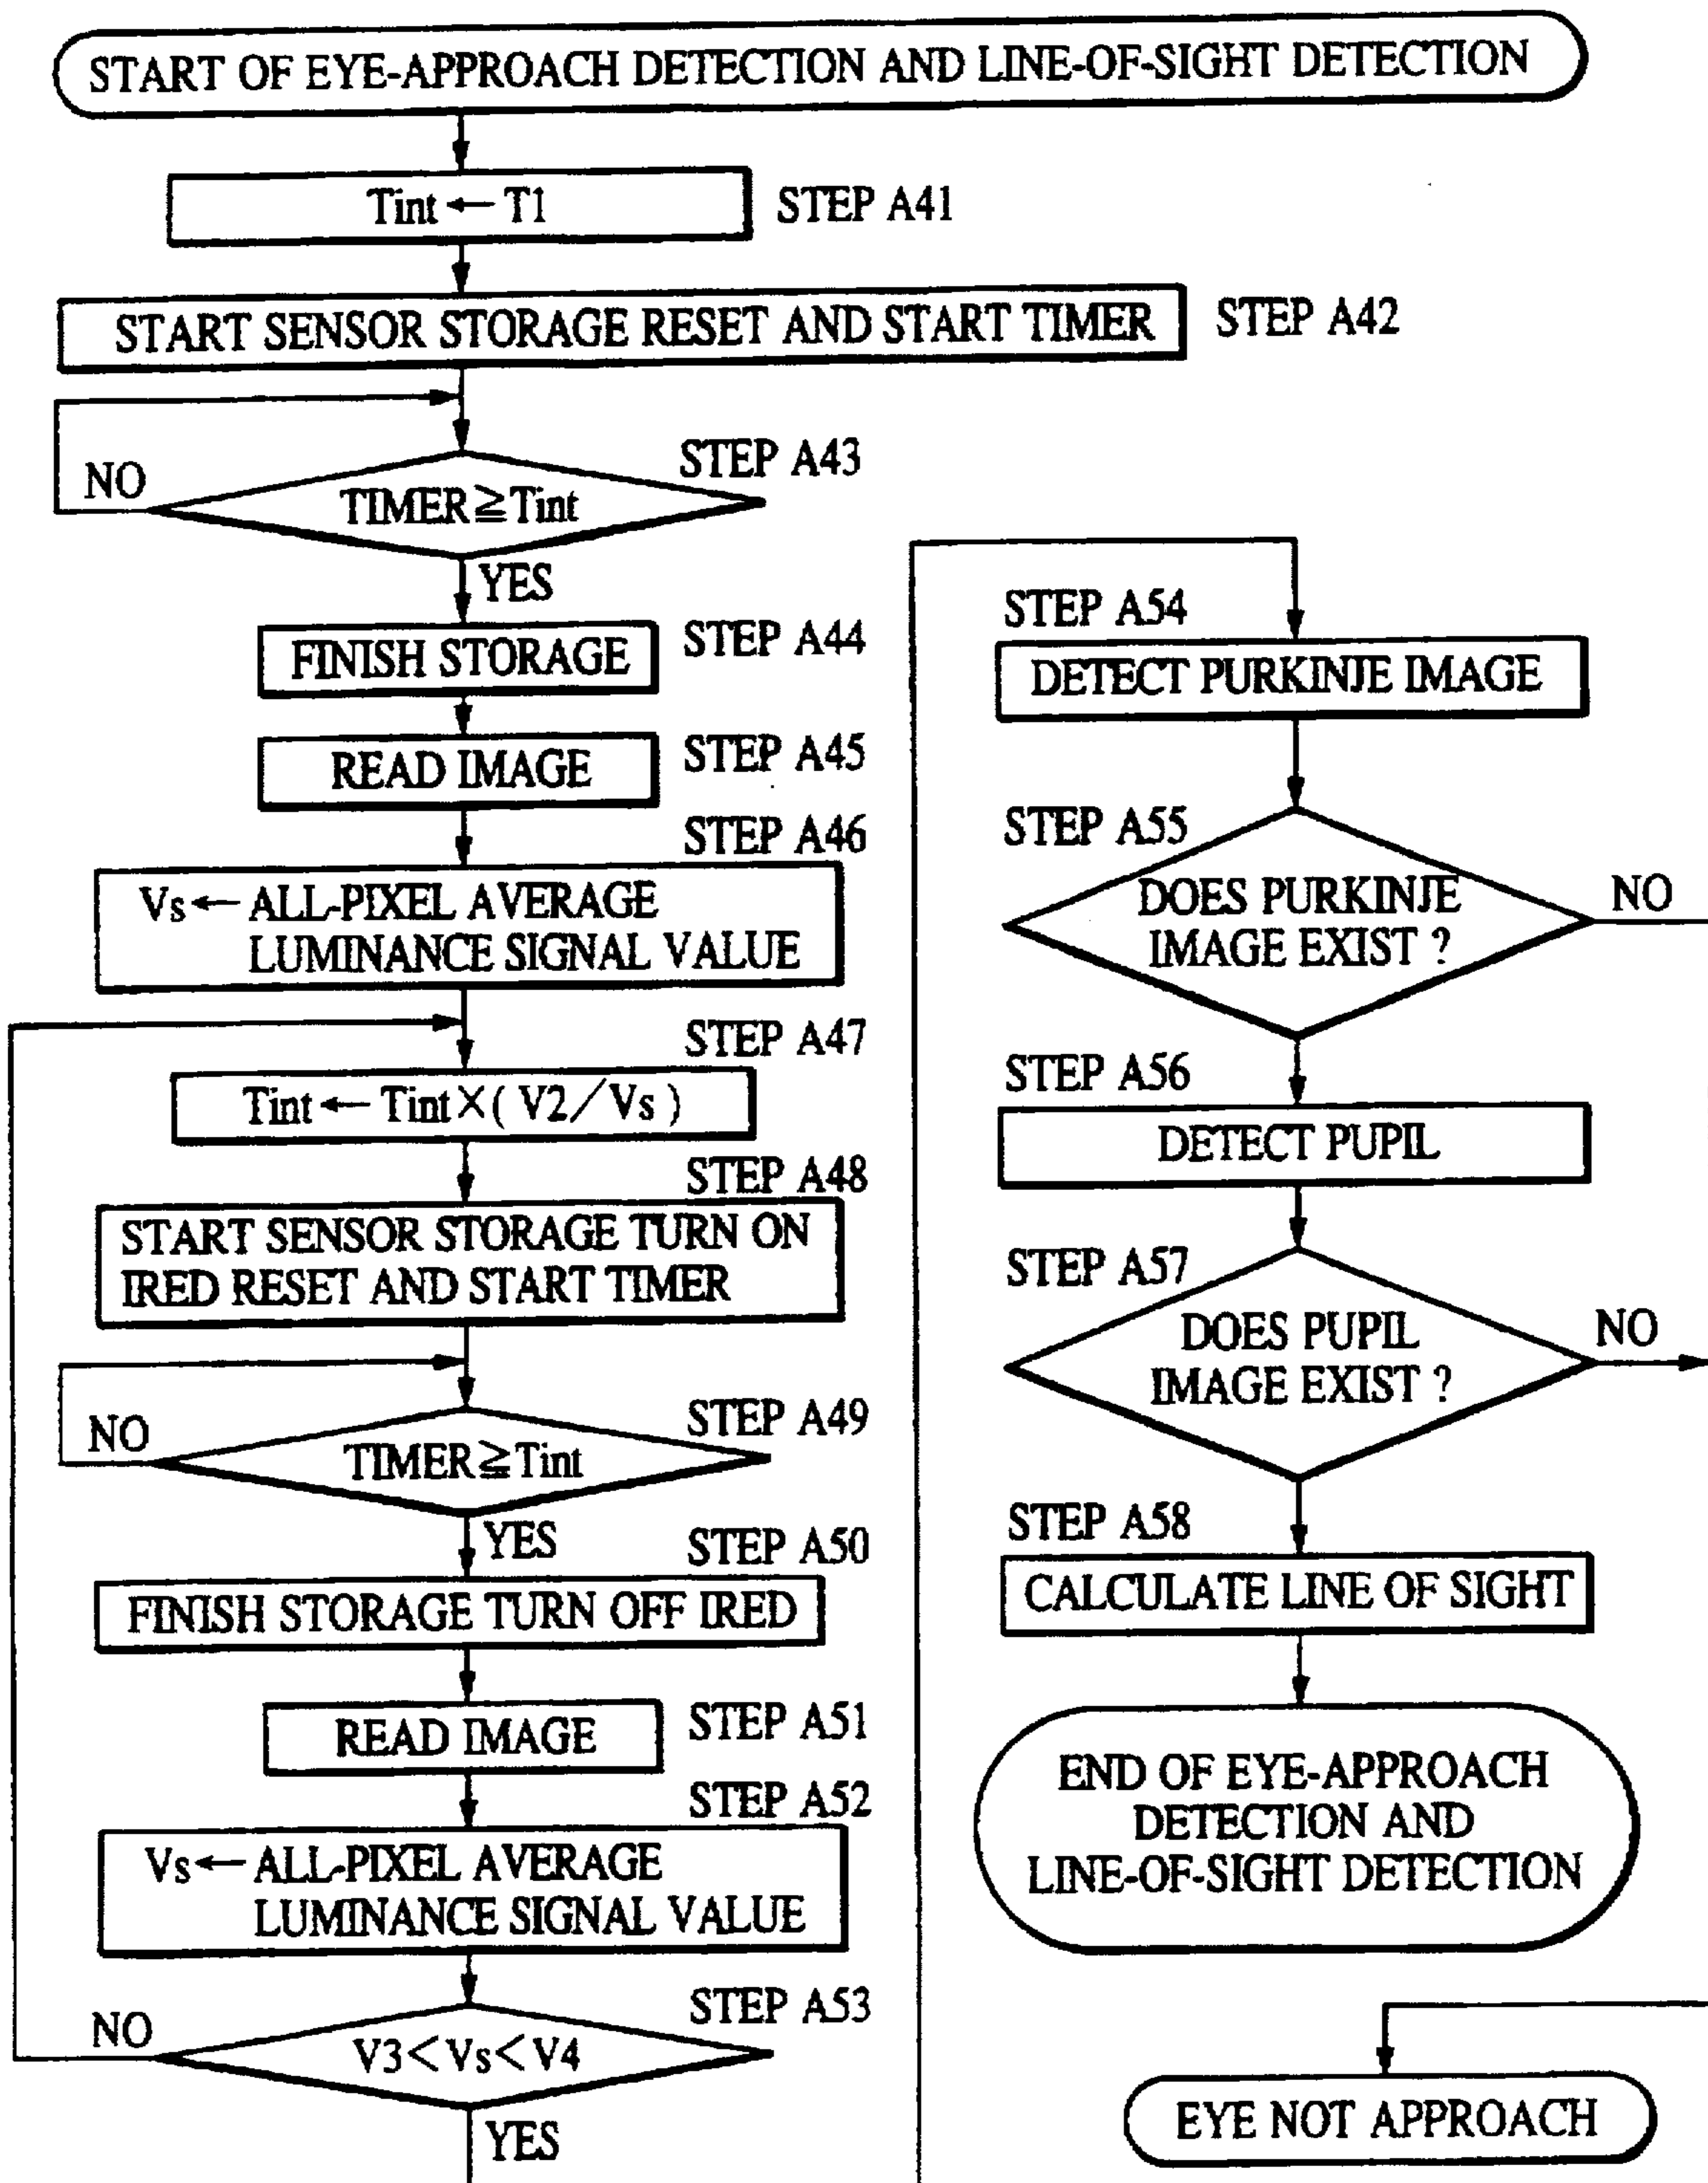 START OF EYE-APPROACH DETECTION AND LINE-OF-SIGHT DETECTION
Tint ← T1
STEP A41
START SENSOR STORAGE RESET AND START TIMER
STEP A42
STEP A43
NO
TIMER≧Tint
YES
STEP A44
FINISH STORAGE
STEP A45
READ IMAGE
STEP A46
Vs ← ALL-PIXEL AVERAGE
LUMINANCE SIGNAL VALUE
STEP A47
Tint ← Tint×( V2／Vs )
STEP A48
START SENSOR STORAGE TURN ON
IRED RESET AND START TIMER
STEP A49
NO
TIMER≧Tint
YES
STEP A50
FINISH STORAGE TURN OFF IRED
STEP A51
READ IMAGE
STEP A52
Vs ← ALL-PIXEL AVERAGE
LUMINANCE SIGNAL VALUE
STEP A53
NO
V3＜Vs＜V4
YES
STEP A54
DETECT PURKINJE IMAGE
STEP A55
DOES PURKINJE
IMAGE EXIST ?
NO
STEP A56
DETECT PUPIL
STEP A57
DOES PUPIL
IMAGE EXIST ?
NO
STEP A58
CALCULATE LINE OF SIGHT
END OF EYE-APPROACH
DETECTION AND
LINE-OF-SIGHT DETECTION
EYE NOT APPROACH